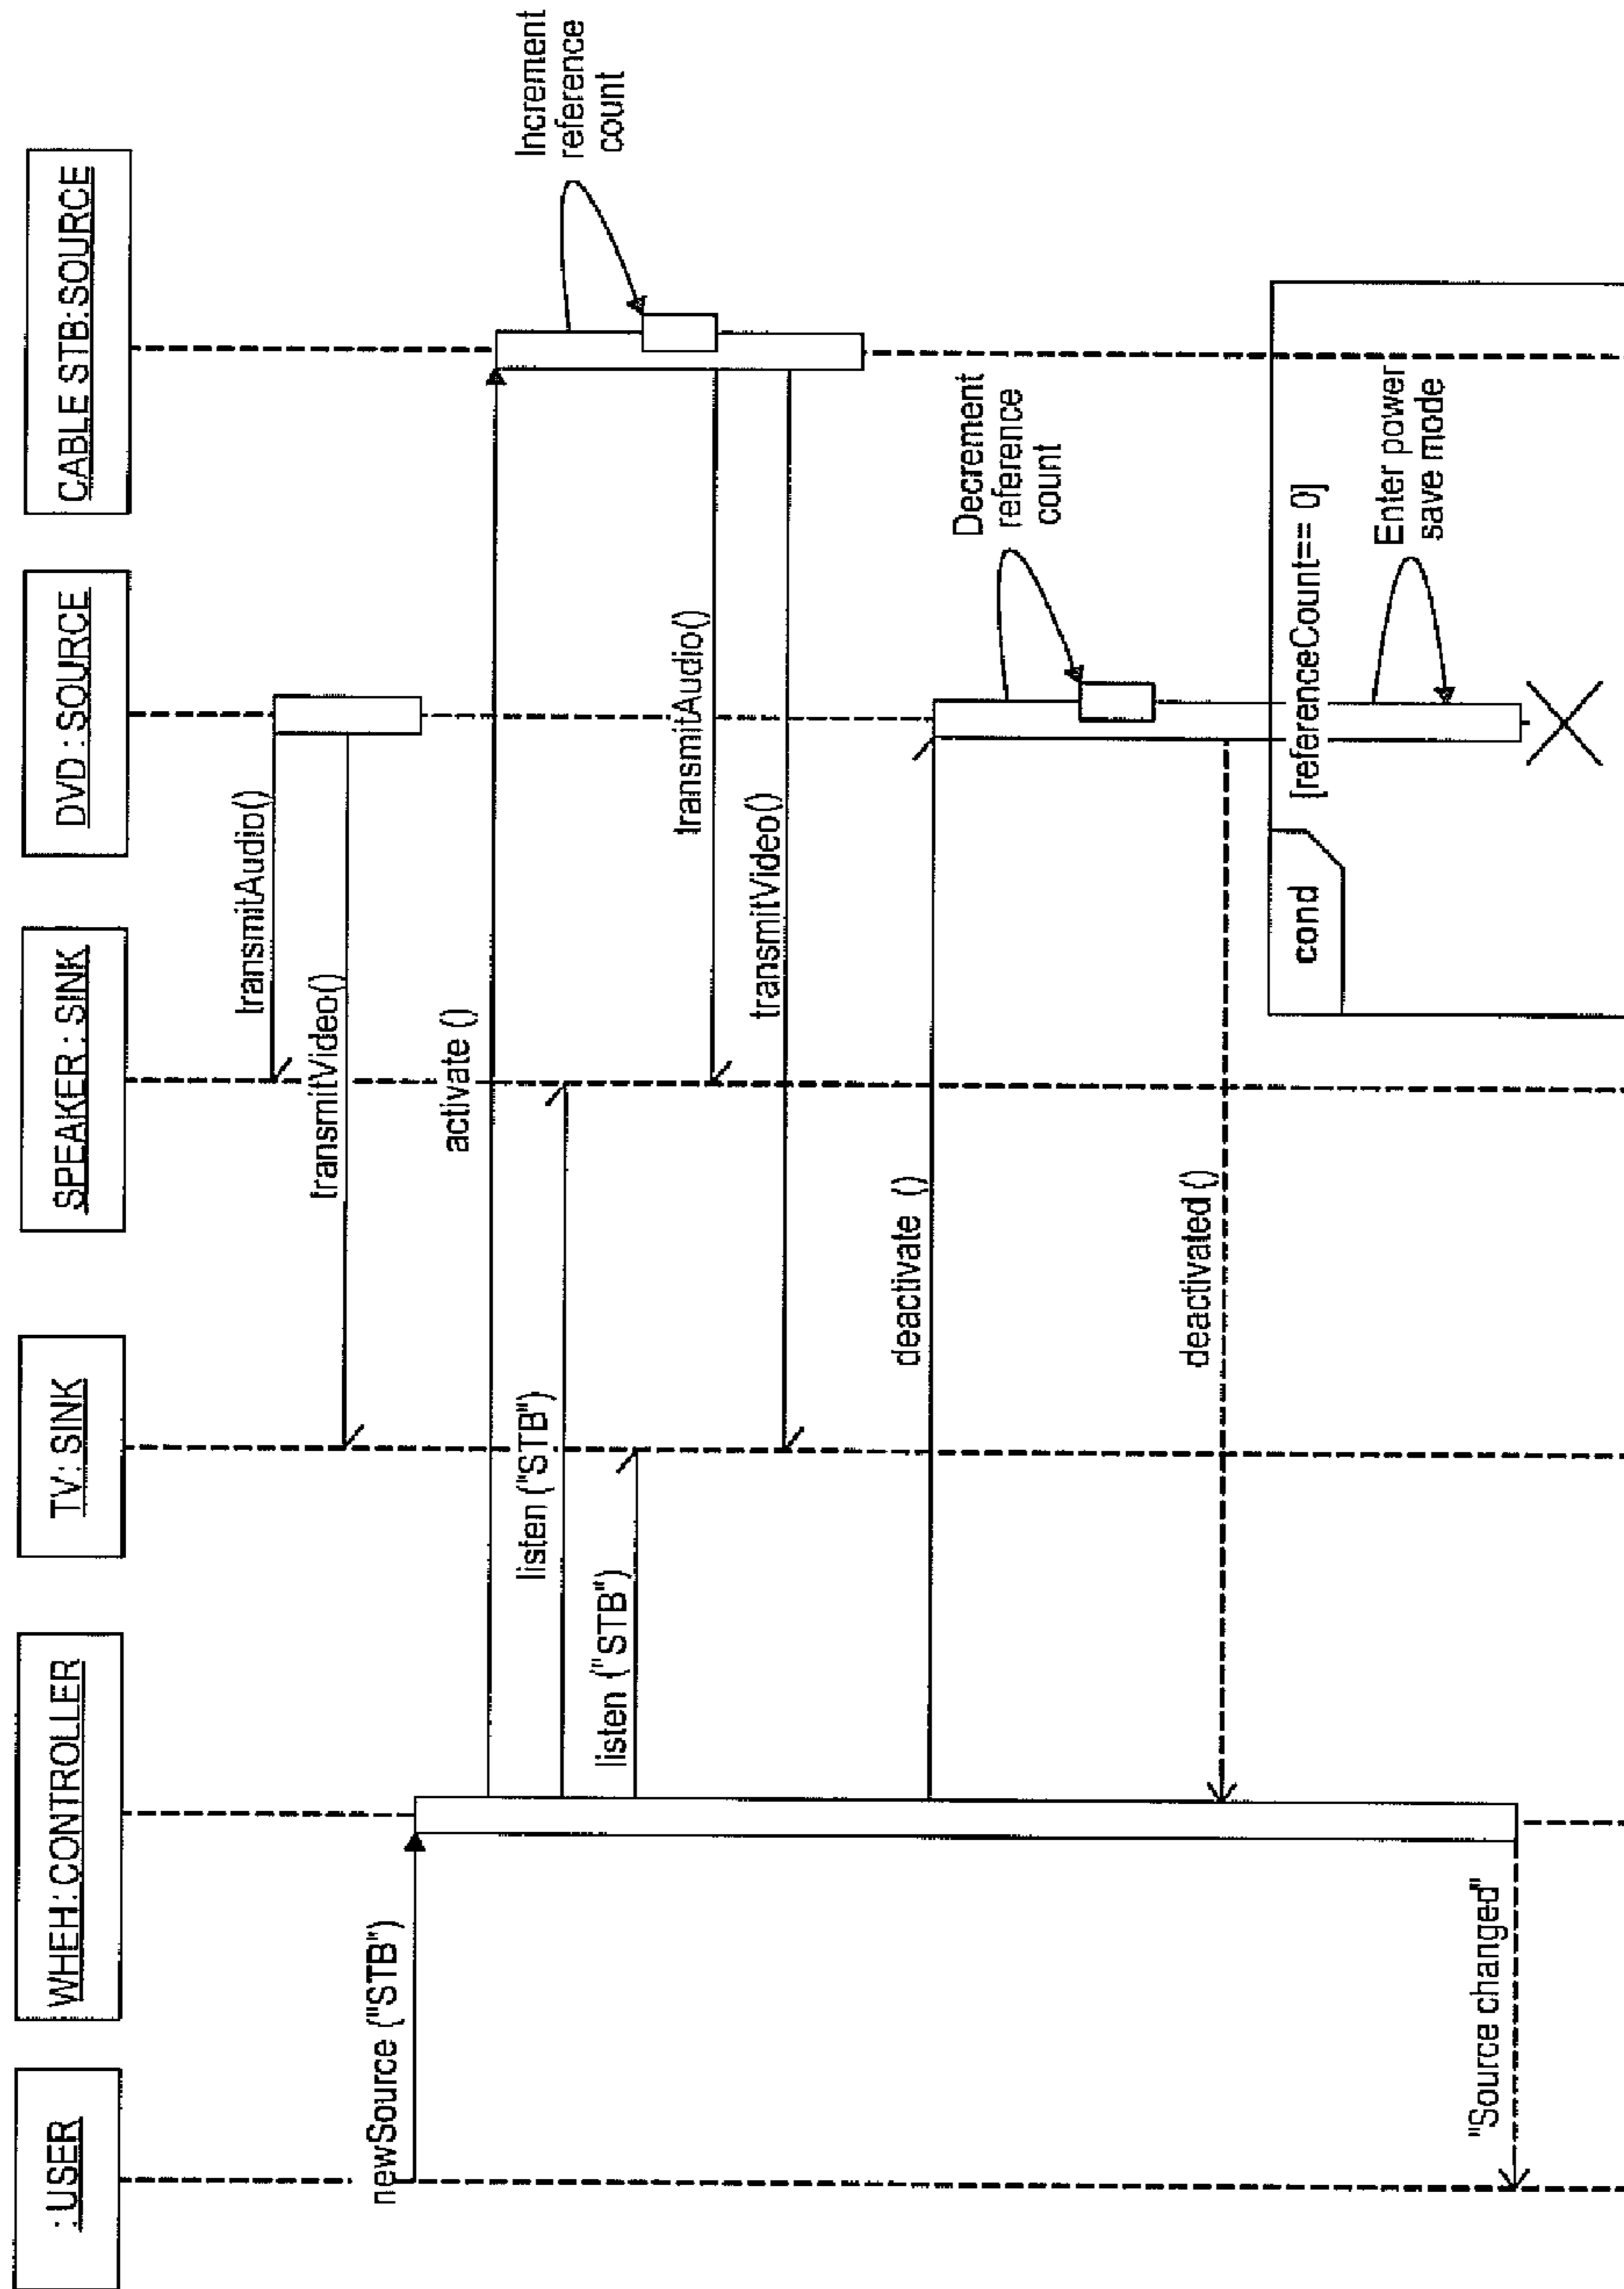 :USER
WHEH:CONTROLLER
TV:SINK
SPEAKER:SINK
DVD:SOURCE
CABLE STB:SOURCE
transmitAudio()
transmitVideo()
newSource ("STB")
activate ()
listen ("STB")
Increment
reference
count
listen ("STB")
transmitAudio()
transmitVideo()
deactivate ()
Decrement
reference
count
deactivated ()
cond
[referenceCount== 0]
Enter power
save mode
"Source changed"